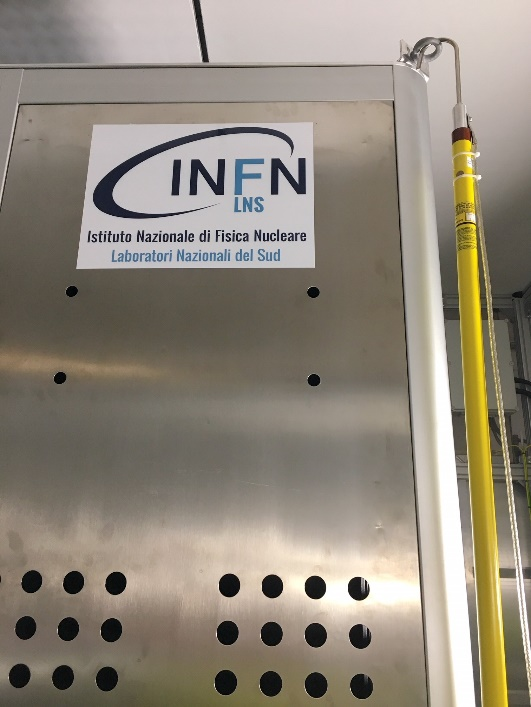 INFN
LNS
Istituto Nazionale di Fisica Nucleare
Laboratori Nazionali del Sud